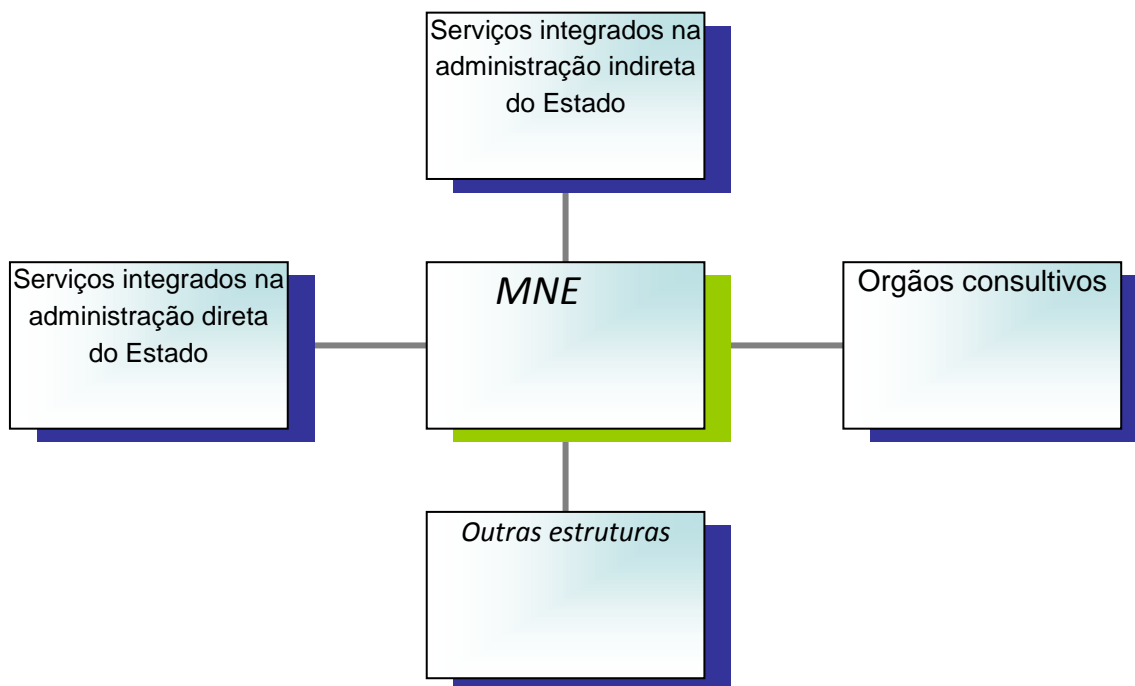 Serviços integrados na
administração indireta
do Estado
Serviços integrados na
administração direta
do Estado
MNE
Orgãos consultivos
Outras estruturas